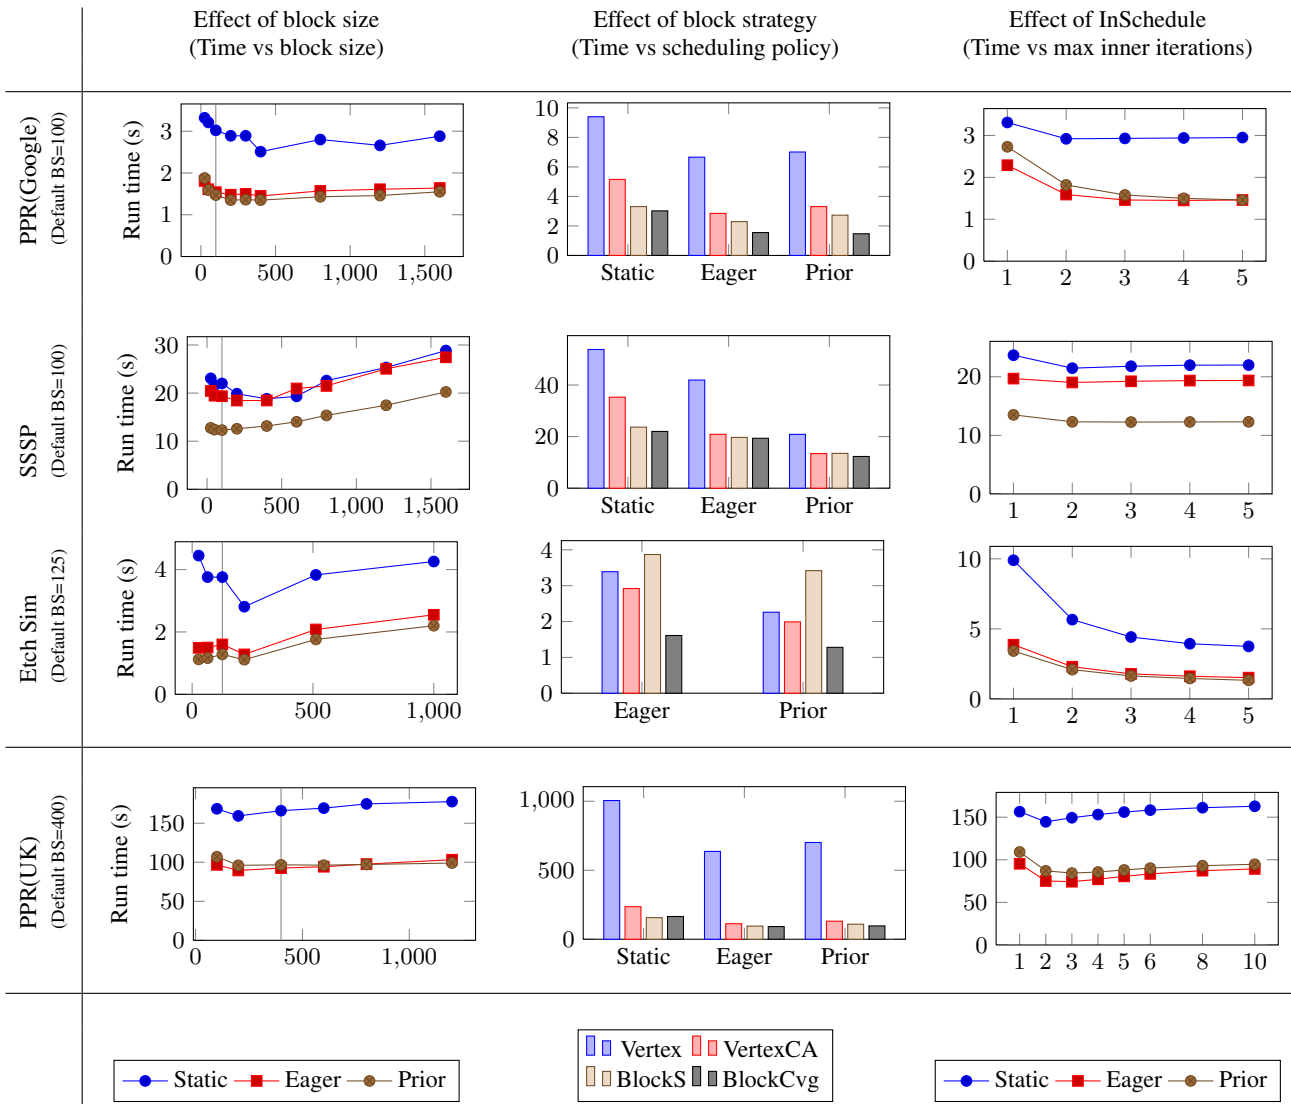 Effect of block size
(Time vs block size)
Effect of block strategy
(Time vs scheduling policy)
Effect of InSchedule
(Time vs max inner iterations)
PPR(Google)
(Default BS=100)
Run time (s)
3
2
1
0
0 500 1,000 1,500
10
8
6
4
2
0
Static Eager Prior
3
2
1
0
1 2 3 4 5
SSSP
(Default BS=100)
Run time (s)
30
20
10
0
0 500 1,000 1,500
40
20
0
Static Eager Prior
20
10
0
1 2 3 4 5
Etch Sim
(Default BS=125)
Run time (s)
4
2
0
0 500 1,000
4
3
2
1
0
Eager Prior
10
5
0
1 2 3 4 5
PPR(UK)
(Default BS=400)
Run time (s)
150
100
50
0
0 500 1,000
1,000
500
0
Static Eager Prior
150
100
50
0
1 2 3 4 5 6 8 10
Static Eager Prior
Vertex VertexCA
BlockS BlockCvg
Static Eager Prior